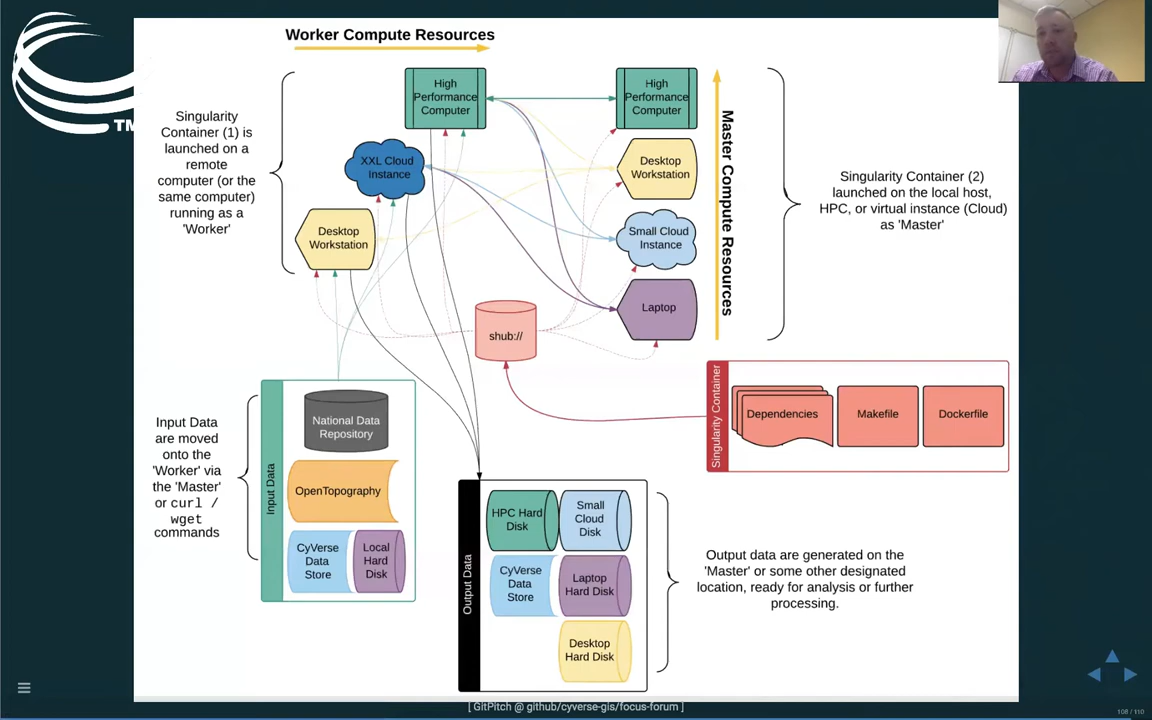 Worker Compute Resources
TM
Singularity
Container (1) is
launched on a
remote
computer (or the
same computer)
running as a
'Worker'
High
Performance
Computer
XXL Cloud
Instance
Desktop
Workstation
High
Performance
Computer
Desktop
Workstation
Small Cloud
Instance
Laptop
Master Compute Resources
Singularity Container (2)
launched on the local host,
HPC, or virtual instance (Cloud)
as 'Master'
shub://
Singularity Container
Dependencies
Makefile
Dockerfile
Input Data
are moved
onto the
'Worker' via
the 'Master'
or curl /
wget
commands
Input Data
National Data
Repository
OpenTopography
CyVerse
Data
Store
Local
Hard
Disk
Output Data
HPC Hard
Disk
Small
Cloud
Disk
CyVerse
Data
Store
Laptop
Hard Disk
Desktop
Hard Disk
Output data are generated on the
'Master' or some other designated
location, ready for analysis or further
processing.
[ GitPitch @ github/cyverse-gis/focus-forum ]
108 / 110